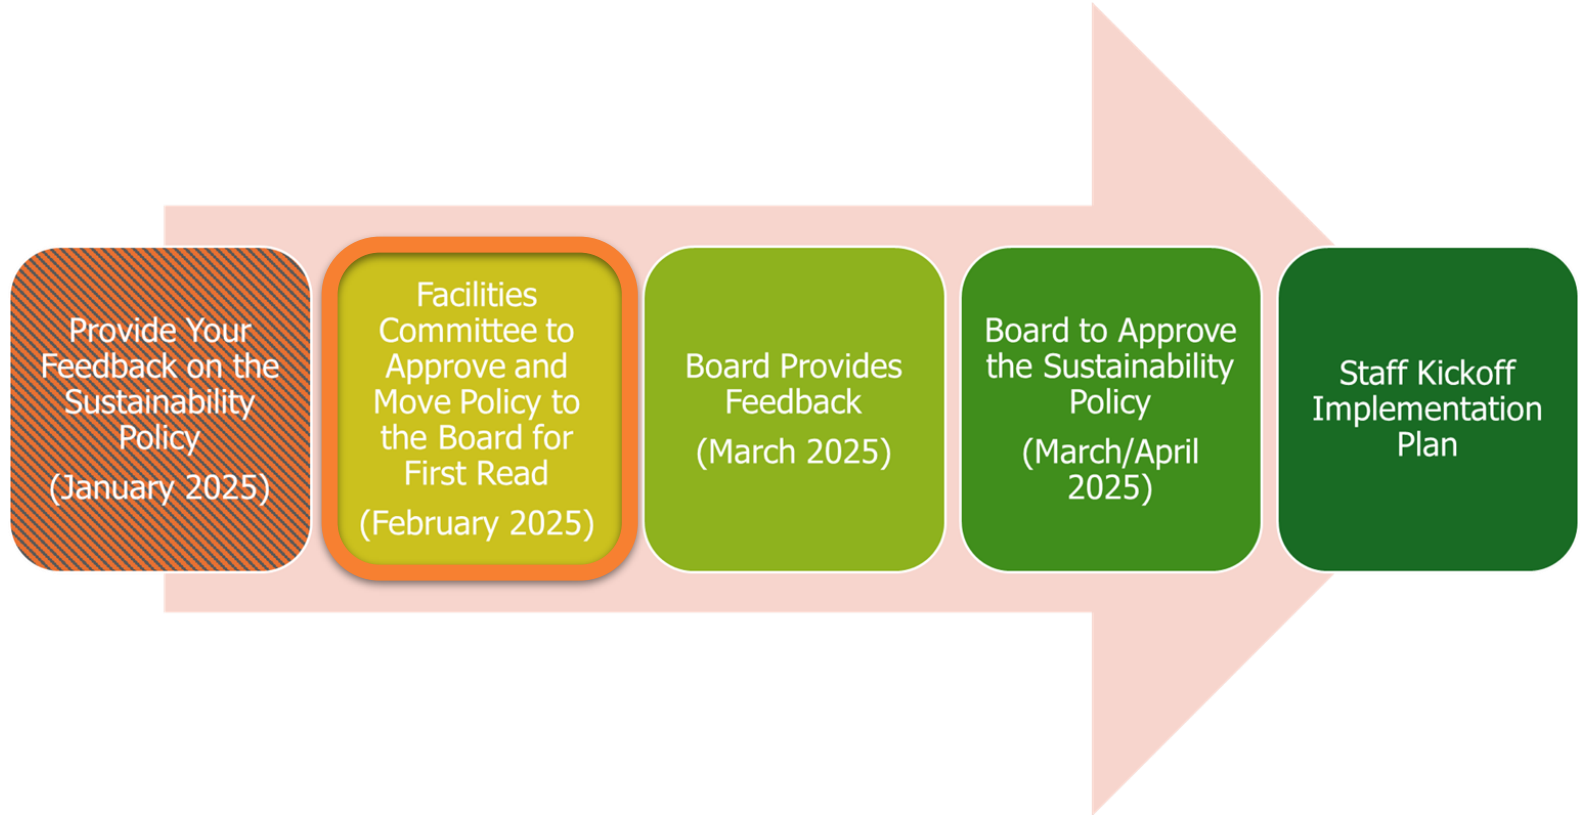 Provide Your
Feedback on the
Sustainability
Policy
(January 2025)
Facilities
Committee to
Approve and
Move Policy to
the Board for
First Read
(February 2025)
Board Provides
Feedback
(March 2025)
Board to Approve
the Sustainability
Policy
(March/April
2025)
Staff Kickoff
Implementation
Plan